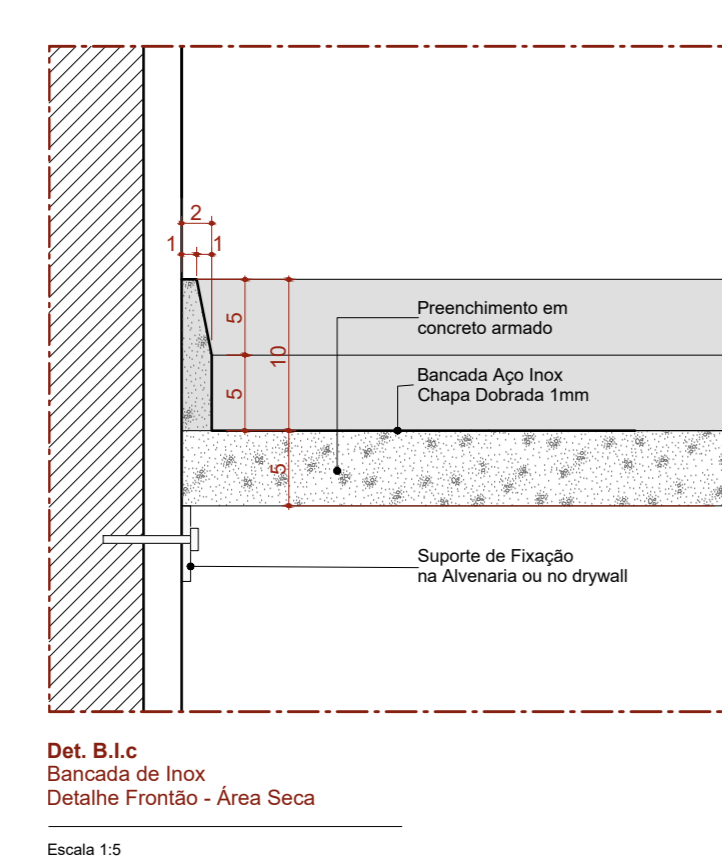 2
1
1
5
10
5
5
Preenchimento em
concreto armado
Bancada Aço Inox
Chapa Dobrada 1mm
Suporte de Fixação
na Alvenaria ou no drywall
Det. B.I.c
Bancada de Inox
Detalhe Frontão - Área Seca
Escala 1:5